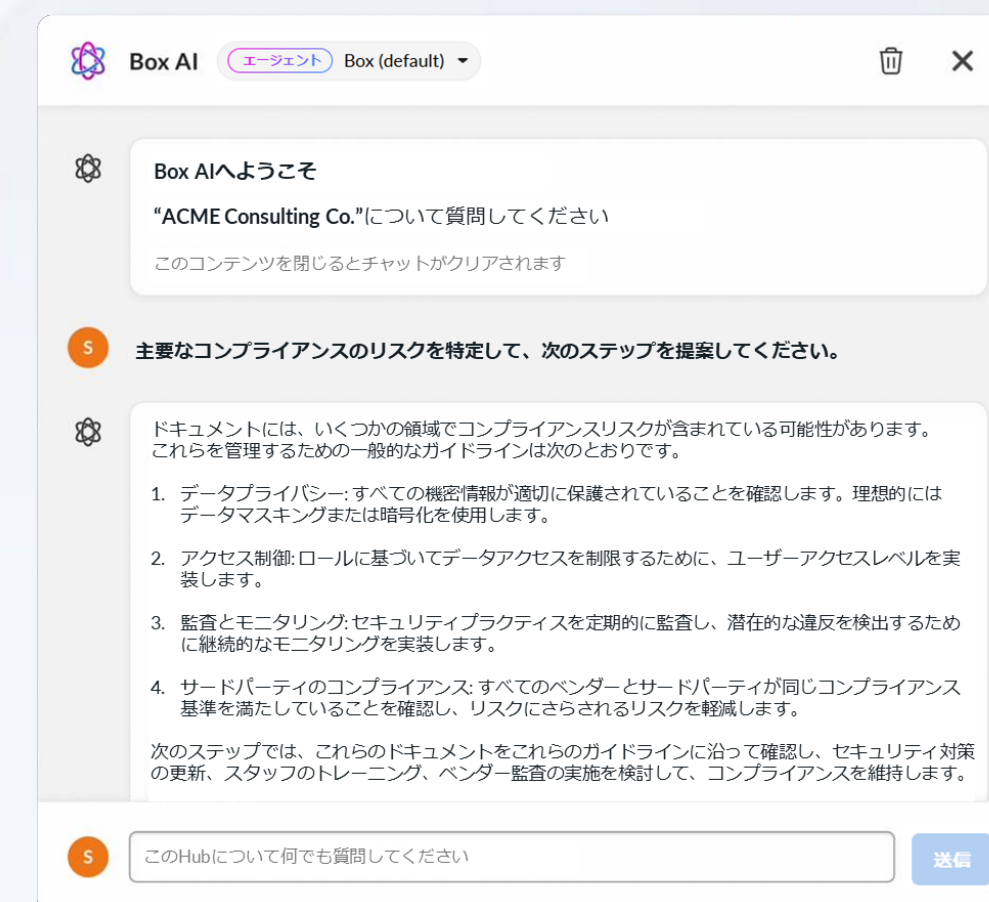 Box AI エージェント Box (default)
Box AIへようこそ
“ACME Consulting Co.”について質問してください
このコンテンツを閉じるとチャットがクリアされます
S 主要なコンプライアンスのリスクを特定して、次のステップを提案してください。
ドキュメントには、いくつかの領域でコンプライアンスリスクが含まれている可能性があります。
これらを管理するための一般的なガイドラインは次のとおりです。
1. データプライバシー: すべての機密情報が適切に保護されていることを確認します。理想的には
データマスキングまたは暗号化を使用します。
2. アクセス制御: ロールに基づいてデータアクセスを制限するために、ユーザーアクセスレベルを実
装します。
3. 監査とモニタリング: セキュリティプラクティスを定期的に監査し、潜在的な違反を検出するため
に継続的なモニタリングを実装します。
4. サードパーティのコンプライアンス: すべてのベンダーとサードパーティが同じコンプライアンス
基準を満たしていることを確認し、リスクにさらされるリスクを軽減します。
次のステップでは、これらのドキュメントをこれらのガイドラインに沿って確認し、セキュリティ対策
の更新、スタッフのトレーニング、ベンダー監査の実施を検討して、コンプライアンスを維持します。
S このHubについて何でも質問してください 送信